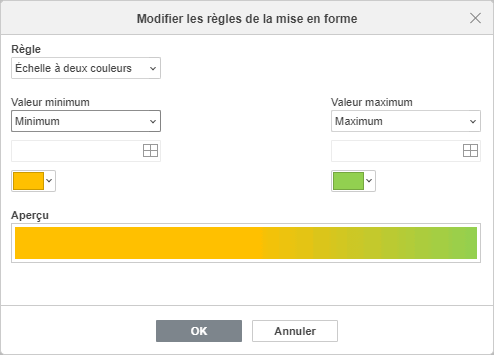 Modifier les règles de la mise en forme
Règle
Échelle à deux couleurs
Valeur minimum Valeur maximum
Minimum Maximum
Aperçu
OK Annuler